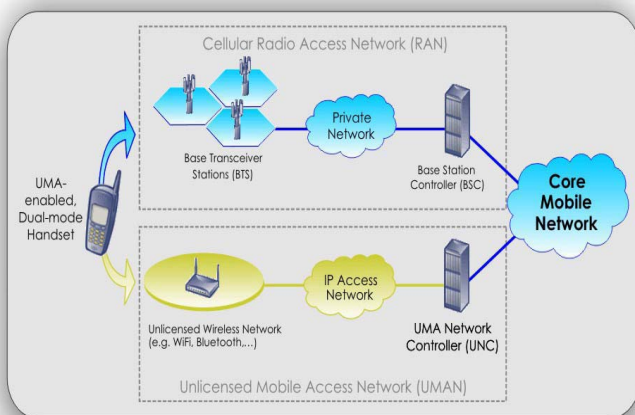 Cellular Radio Access Network (RAN)
Base Transceiver
Stations (BTS)
Private
Network
Base Station
Controller (BSC)
UMA-
enabled,
Dual-mode
Handset
Core
Mobile
Network
Unlicensed Wireless Network
(e.g. WiFi, Bluetooth,...)
IP Access
Network
UMA Network
Controller (UNC)
Unlicensed Mobile Access Network (UMAN)